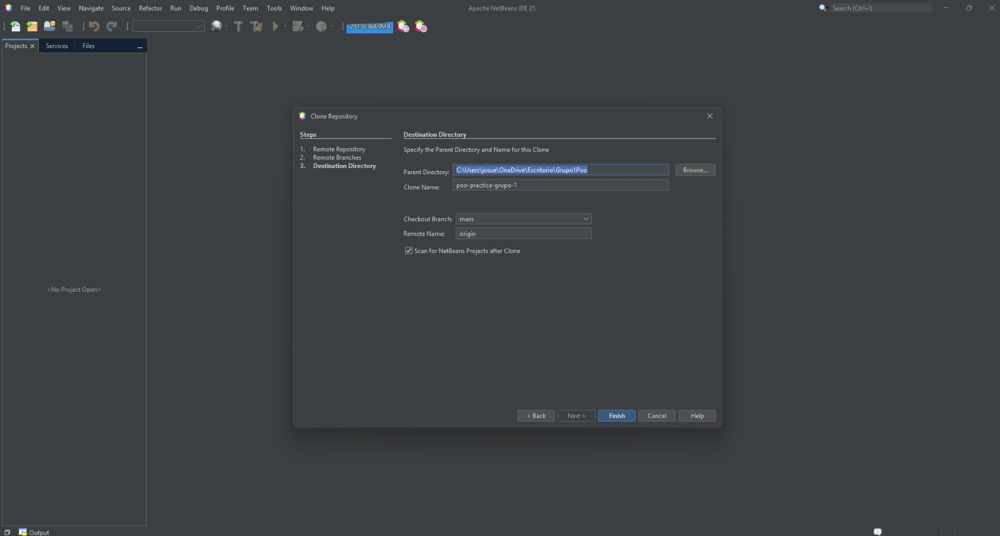 File Edit View Navigate Source Refactor Run Debug Profile Team Tools Window Help
Apache NetBeans IDE 25
Search (Ctrl+I)
291.0/368.0MB
Projects Services Files
<No Project Open>
Clone Repository
Steps
1. Remote Repository
2. Remote Branches
3. Destination Directory
Destination Directory
Specify the Parent Directory and Name for this Clone
Parent Directory: C:\Users\josue\OneDrive\Escritorio\Grupo1Poo Browse...
Clone Name: poo-practica-grupo-1
Checkout Branch: main
Remote Name: origin
Scan for NetBeans Projects after Clone
< Back Next > Finish Cancel Help
Output